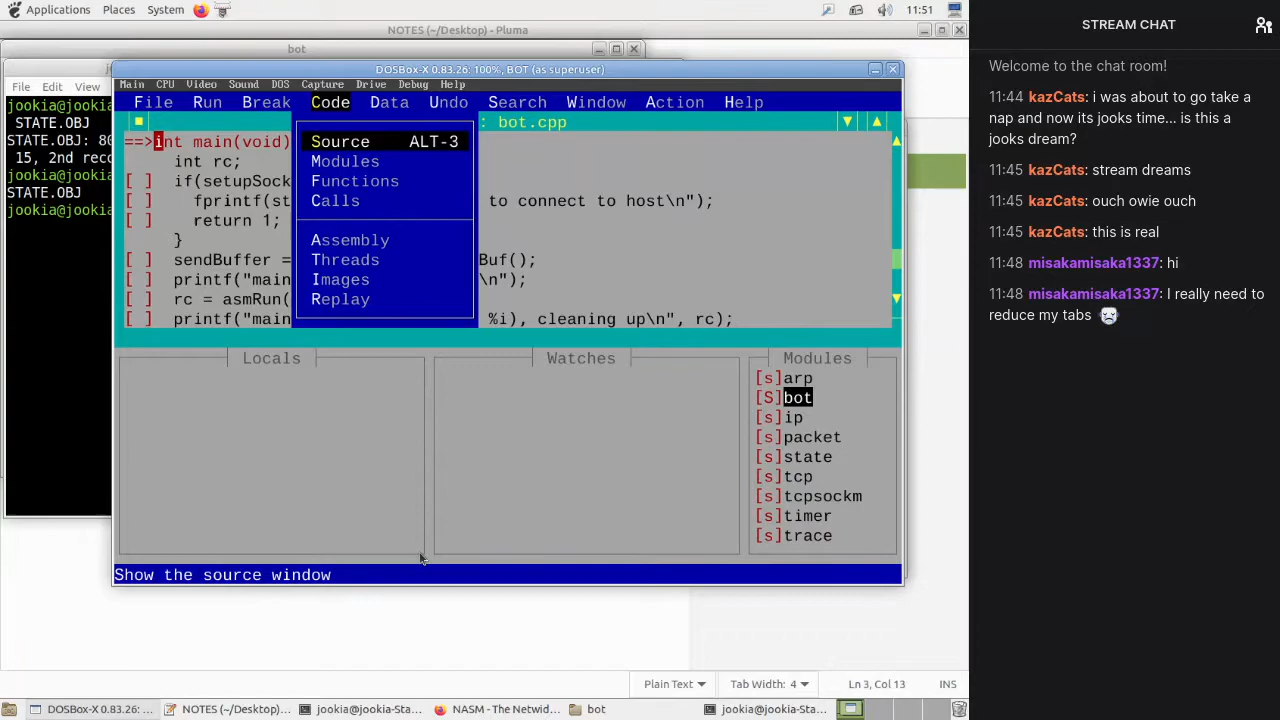 Applications Places System 11:51
NOTES (~/Desktop) - Pluma
bot
File Edit View
jookia@jookia
STATE.OBJ
STATE.OBJ: 80
15, 2nd reco
jookia@jookia
STATE.OBJ
jookia@jookia
DOSBox-X 0.83.26: 100%, BOT (as superuser)
Main CPU Video Sound DOS Capture Drive Debug Help
File Run Break Code Data Undo Search Window Action Help
: bot.cpp
==>int main(void)
int rc;
[ ] if(setupSock
[ ] fprintf(st to connect to host\n");
[ ] return 1;
}
[ ] sendBuffer = Buf();
[ ] printf("main \n");
[ ] rc = asmRun(
[ ] printf("main %i), cleaning up\n", rc);
Source ALT-3
Modules
Functions
Calls
Assembly
Threads
Images
Replay
Locals
Watches
Modules
[s]arp
[S]bot
[s]ip
[s]packet
[s]state
[s]tcp
[s]tcpsockm
[s]timer
[s]trace
Show the source window
Plain Text Tab Width: 4 Ln 3, Col 13 INS
DOSBox-X 0.83.26: ... NOTES (~/Desktop)... jookia@jookia-Sta... NASM - The Netwid... bot jookia@jookia-Sta...
STREAM CHAT
Welcome to the chat room!
11:44 kazCats: i was about to go take a
nap and now its jooks time... is this a
jooks dream?
11:45 kazCats: stream dreams
11:45 kazCats: ouch owie ouch
11:45 kazCats: this is real
11:48 misakamisaka1337: hi
11:48 misakamisaka1337: I really need to
reduce my tabs